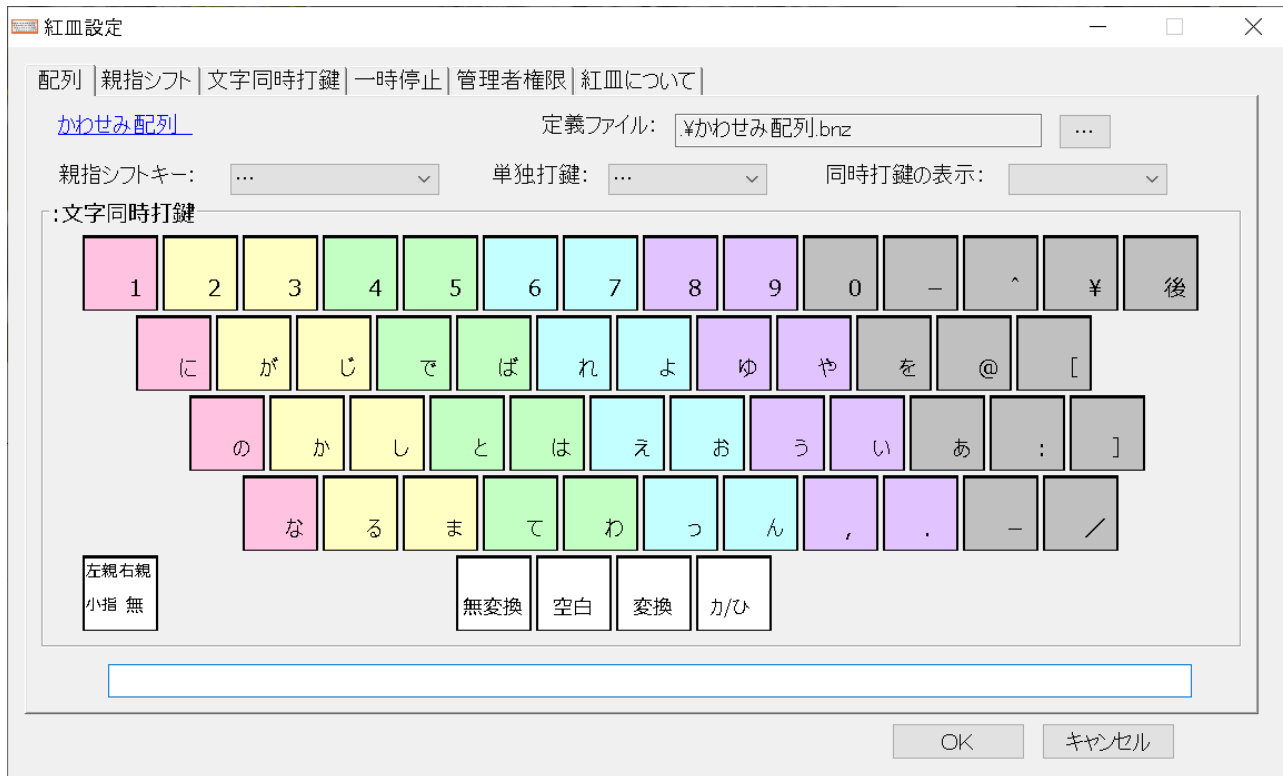 紅皿設定
配列 親指シフト 文字同時打鍵 一時停止 管理者権限 紅皿について
かわせみ配列 定義ファイル: .¥かわせみ配列.bnz ...
親指シフトキー: ... 単独打鍵: ... 同時打鍵の表示:
:文字同時打鍵
1 2 3 4 5 6 7 8 9 0 − ^ ¥ 後
に が じ で ば れ よ ゆ や を @ [
の か し と は え お う い あ : ]
な る ま て わ っ ん , . − ／
左親右親
小指 無 無変換 空白 変換 カ/ひ
OK キャンセル